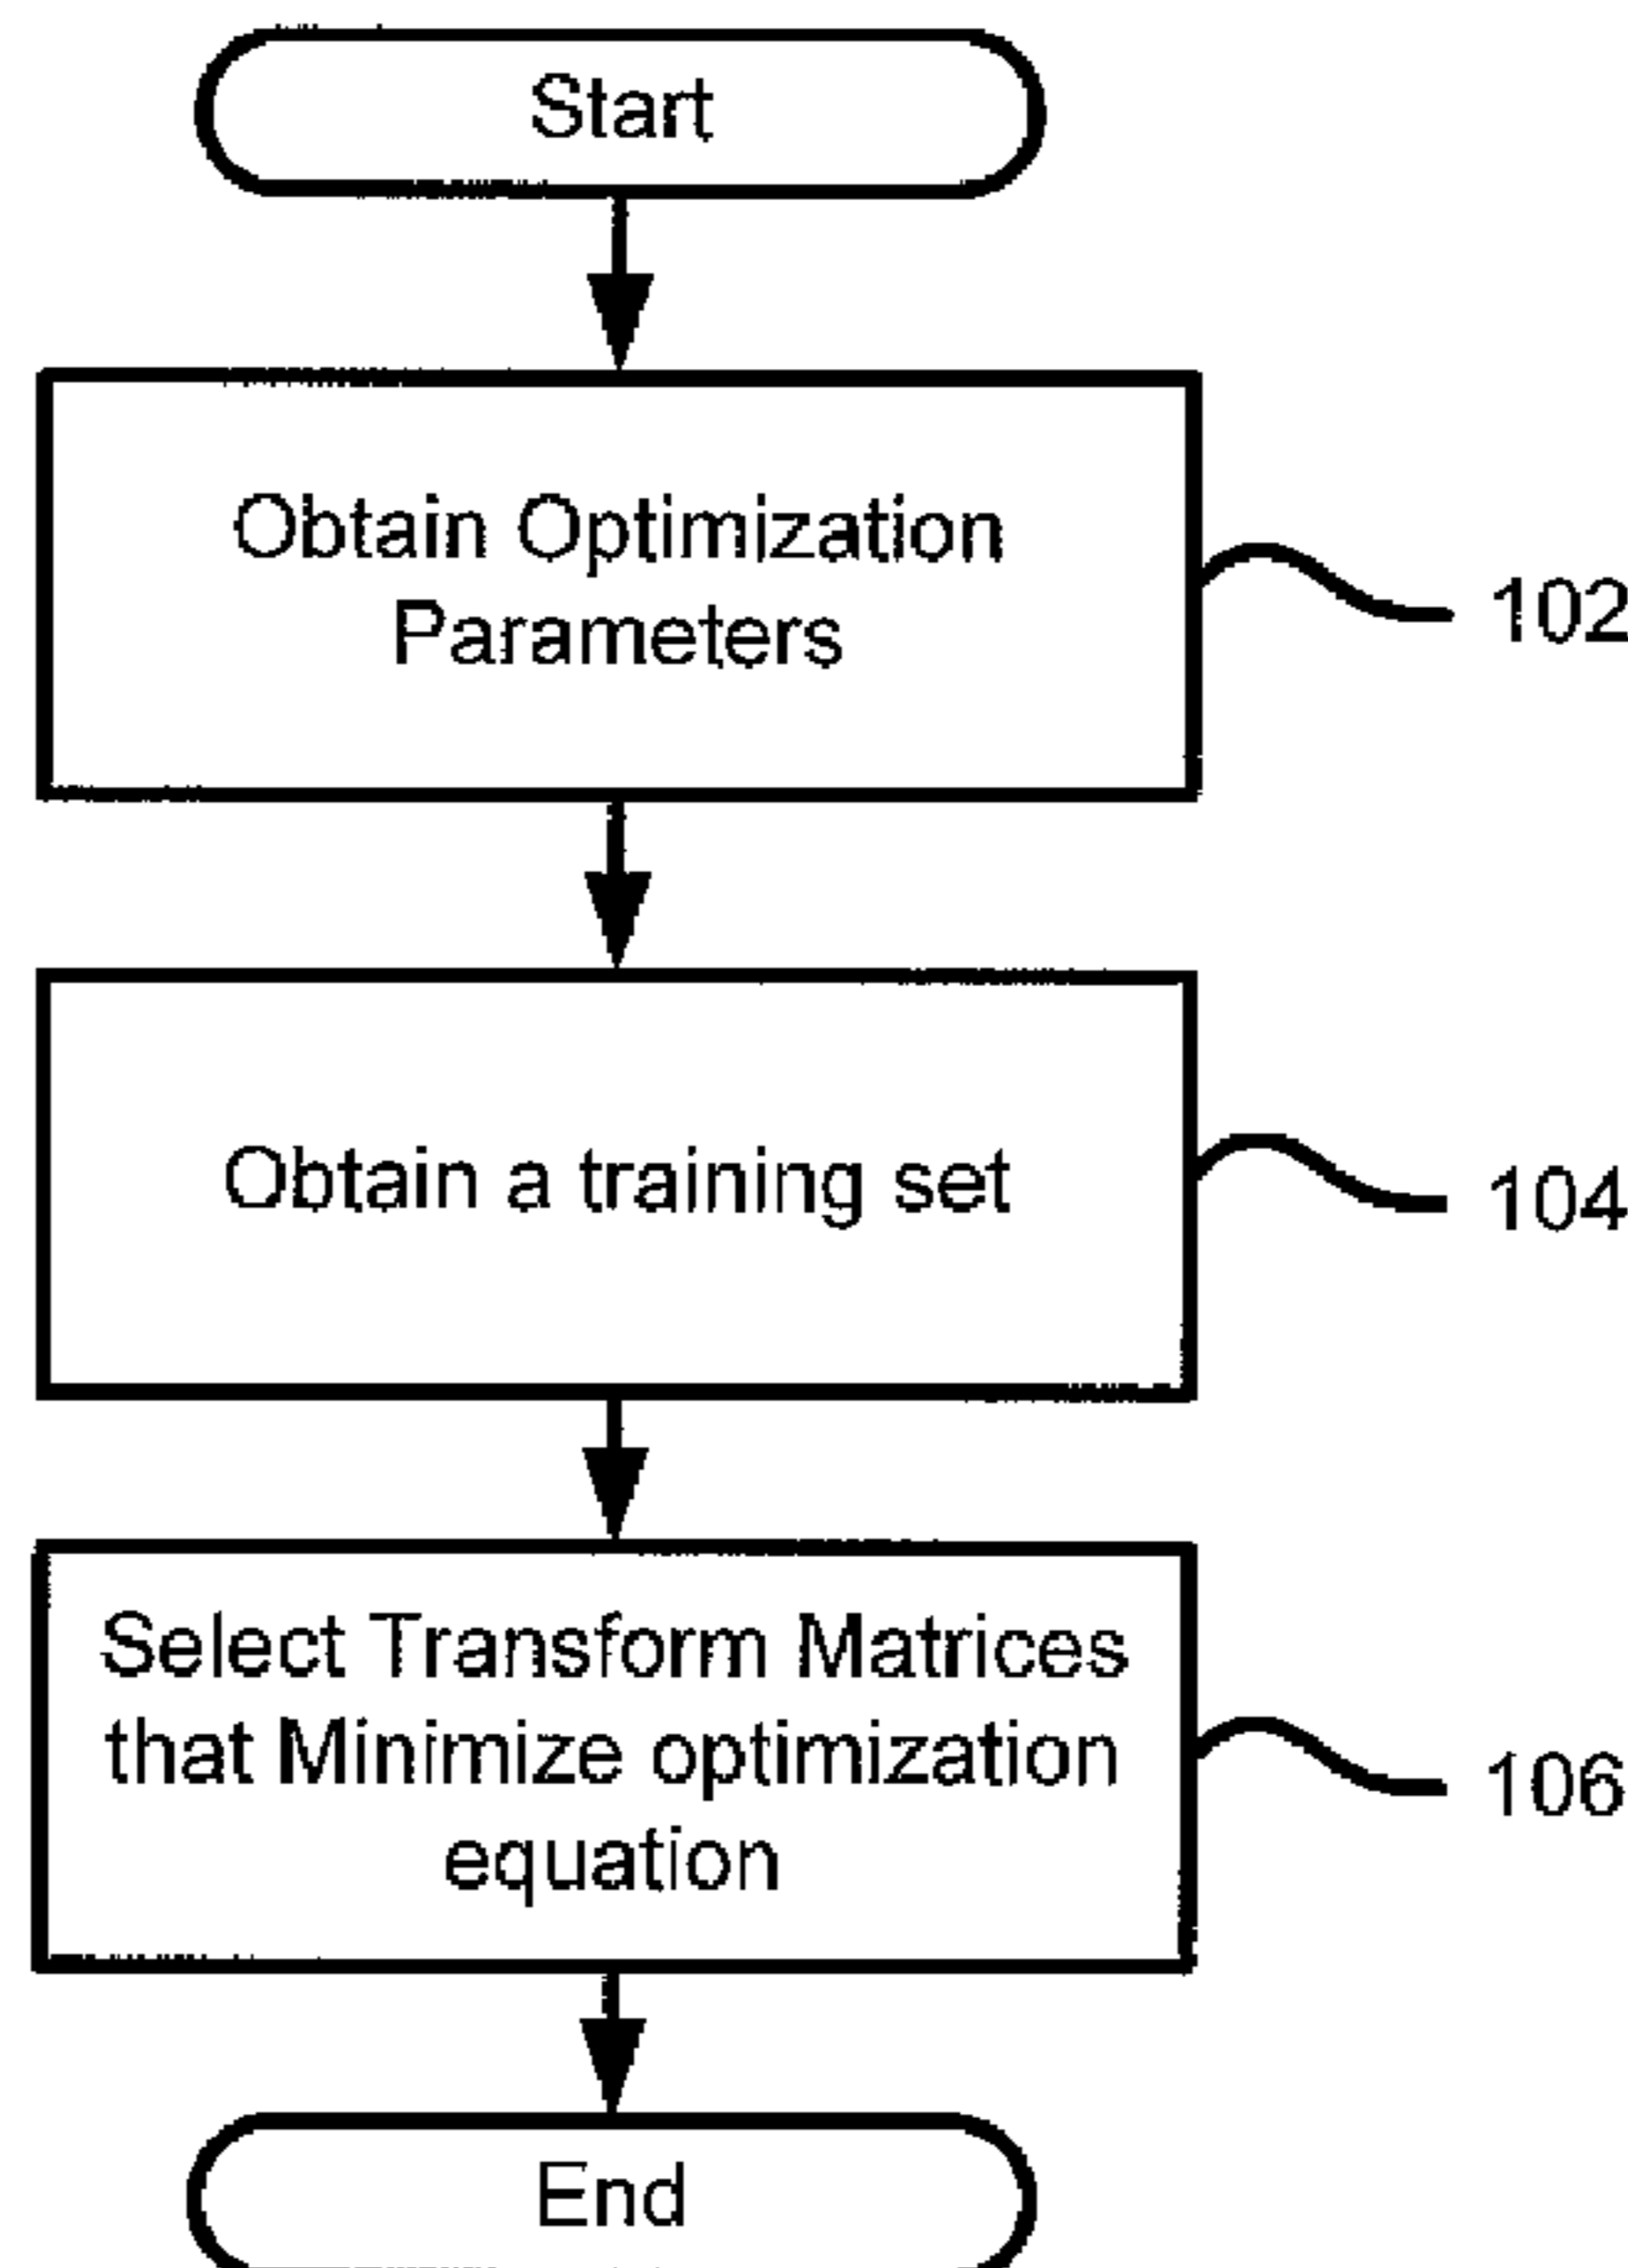 Start
Obtain Optimization
Parameters
102
Obtain a training set
104
Select Transform Matrices
that Minimize optimization
equation
106
End